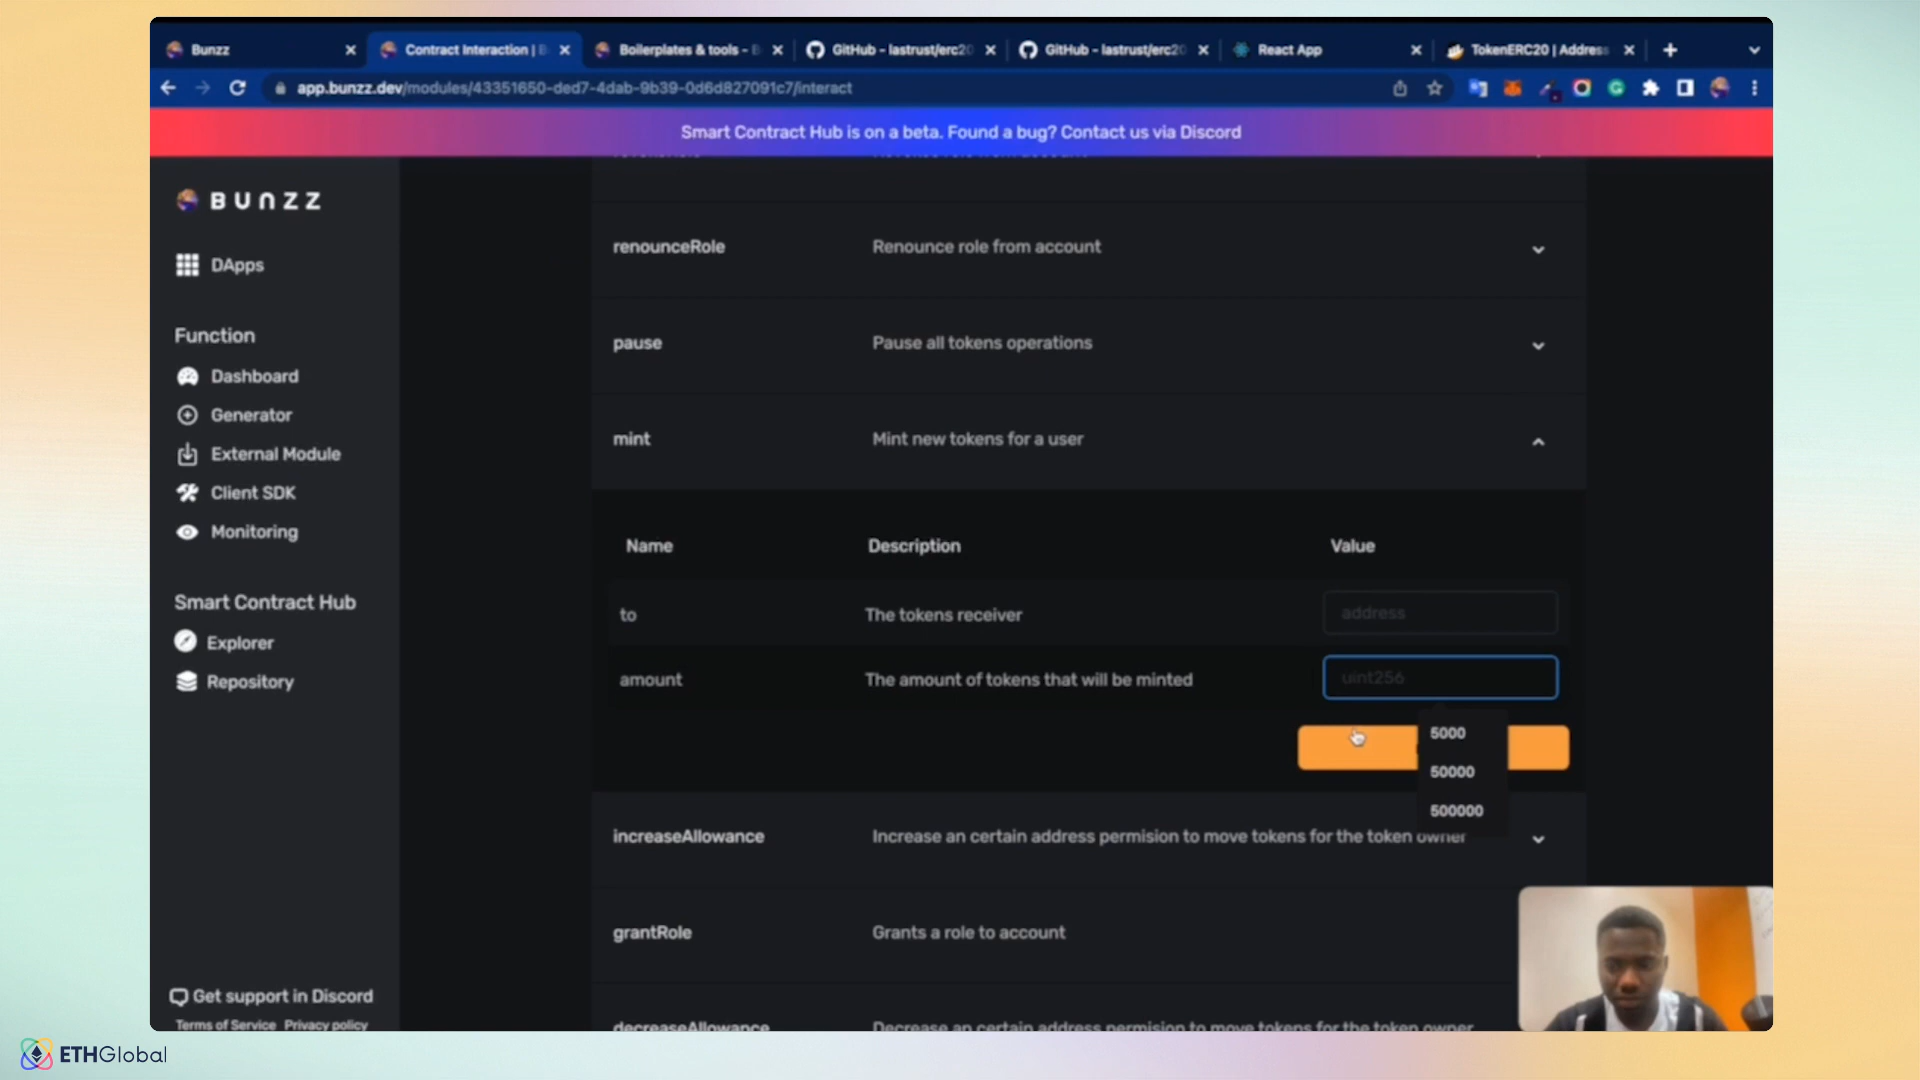 Bunzz
Contract Interaction | B
Boilerplates & tools - B
GitHub - lastrust/erc20
GitHub - lastrust/erc20
React App
TokenERC20 | Address
app.bunzz.dev/modules/43351650-ded7-4dab-9b39-0d6d827091c7/interact
Smart Contract Hub is on a beta. Found a bug? Contact us via Discord
BUNZZ
DApps
Function
Dashboard
Generator
External Module
Client SDK
Monitoring
Smart Contract Hub
Explorer
Repository
Get support in Discord
Terms of Service Privacy policy
renounceRole Renounce role from account
pause Pause all tokens operations
mint Mint new tokens for a user
Name Description Value
to The tokens receiver address
amount The amount of tokens that will be minted uint256
5000
50000
500000
increaseAllowance Increase an certain address permision to move tokens for the token owner
grantRole Grants a role to account
decreaseAllowance Decrease an certain address permision to move tokens for the token owner
ETHGlobal